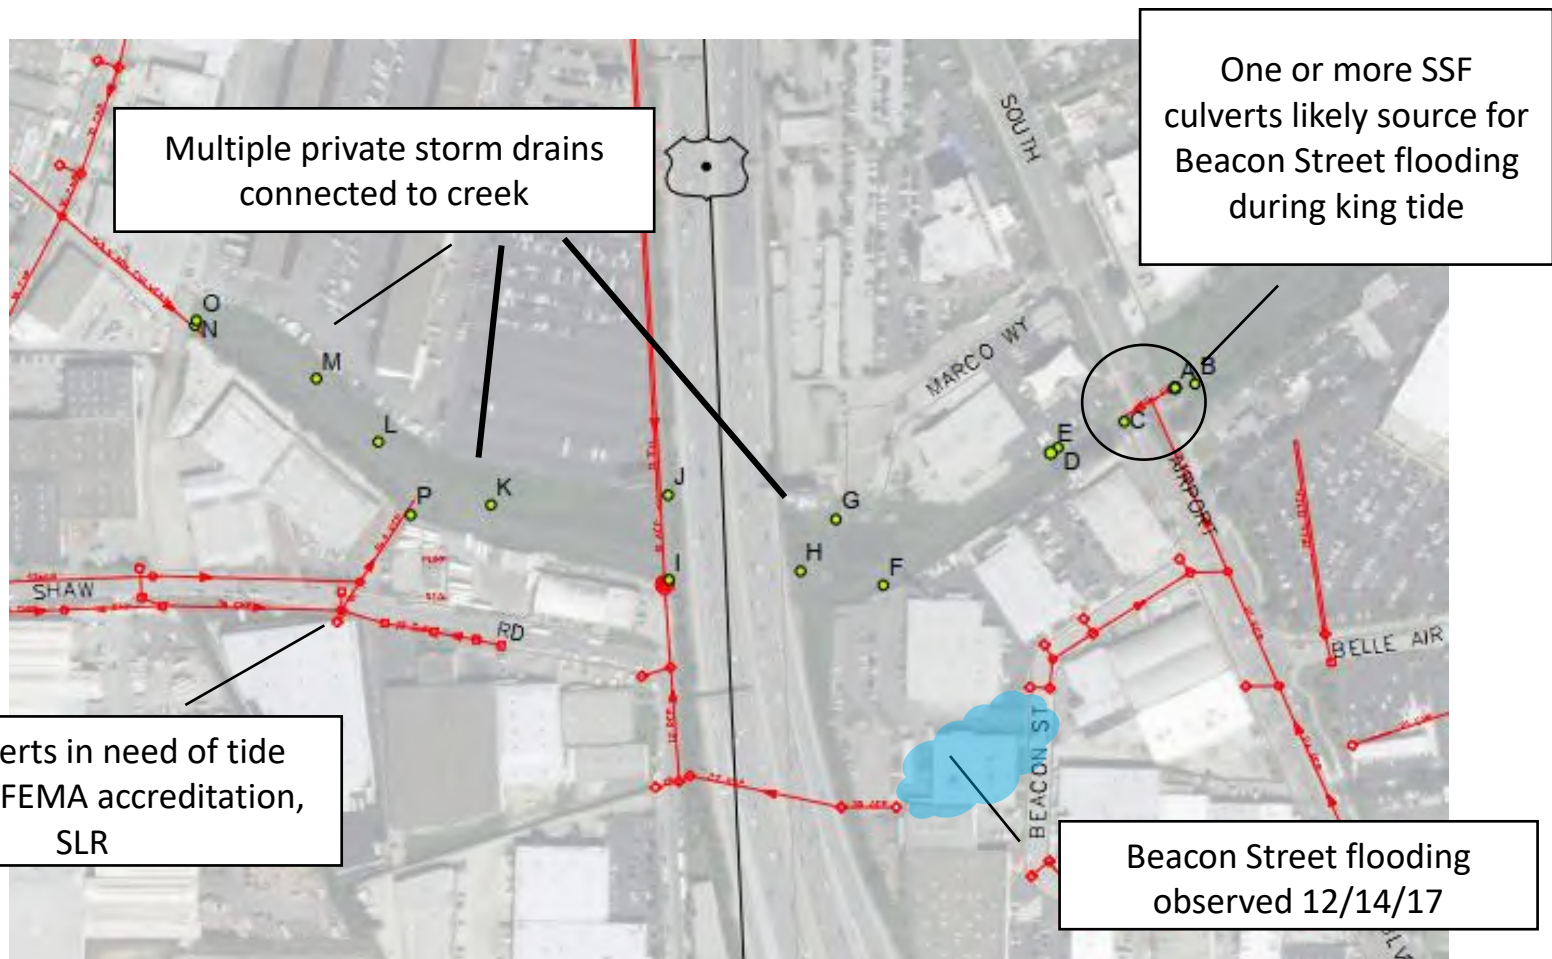 One or more SSF
culverts likely source for
Beacon Street flooding
during king tide
Multiple private storm drains
connected to creek
SOUTH
MARCO WY
O
N
M
L
P
K
J
I
G
H
F
E
D
A
B
C
AIRPORT
SHAW
RD
BELLE AIR
BEACON ST
erts in need of tide
FEMA accreditation,
SLR
Beacon Street flooding
observed 12/14/17